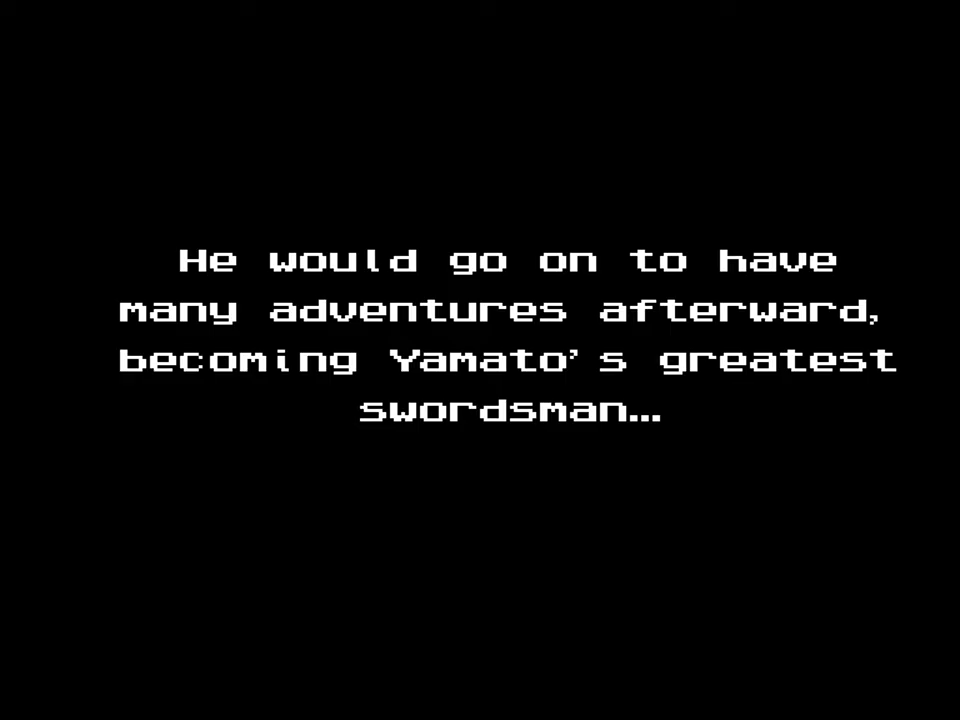 He would go on to have
many adventures afterward,
becoming Yamato's greatest
swordsman...